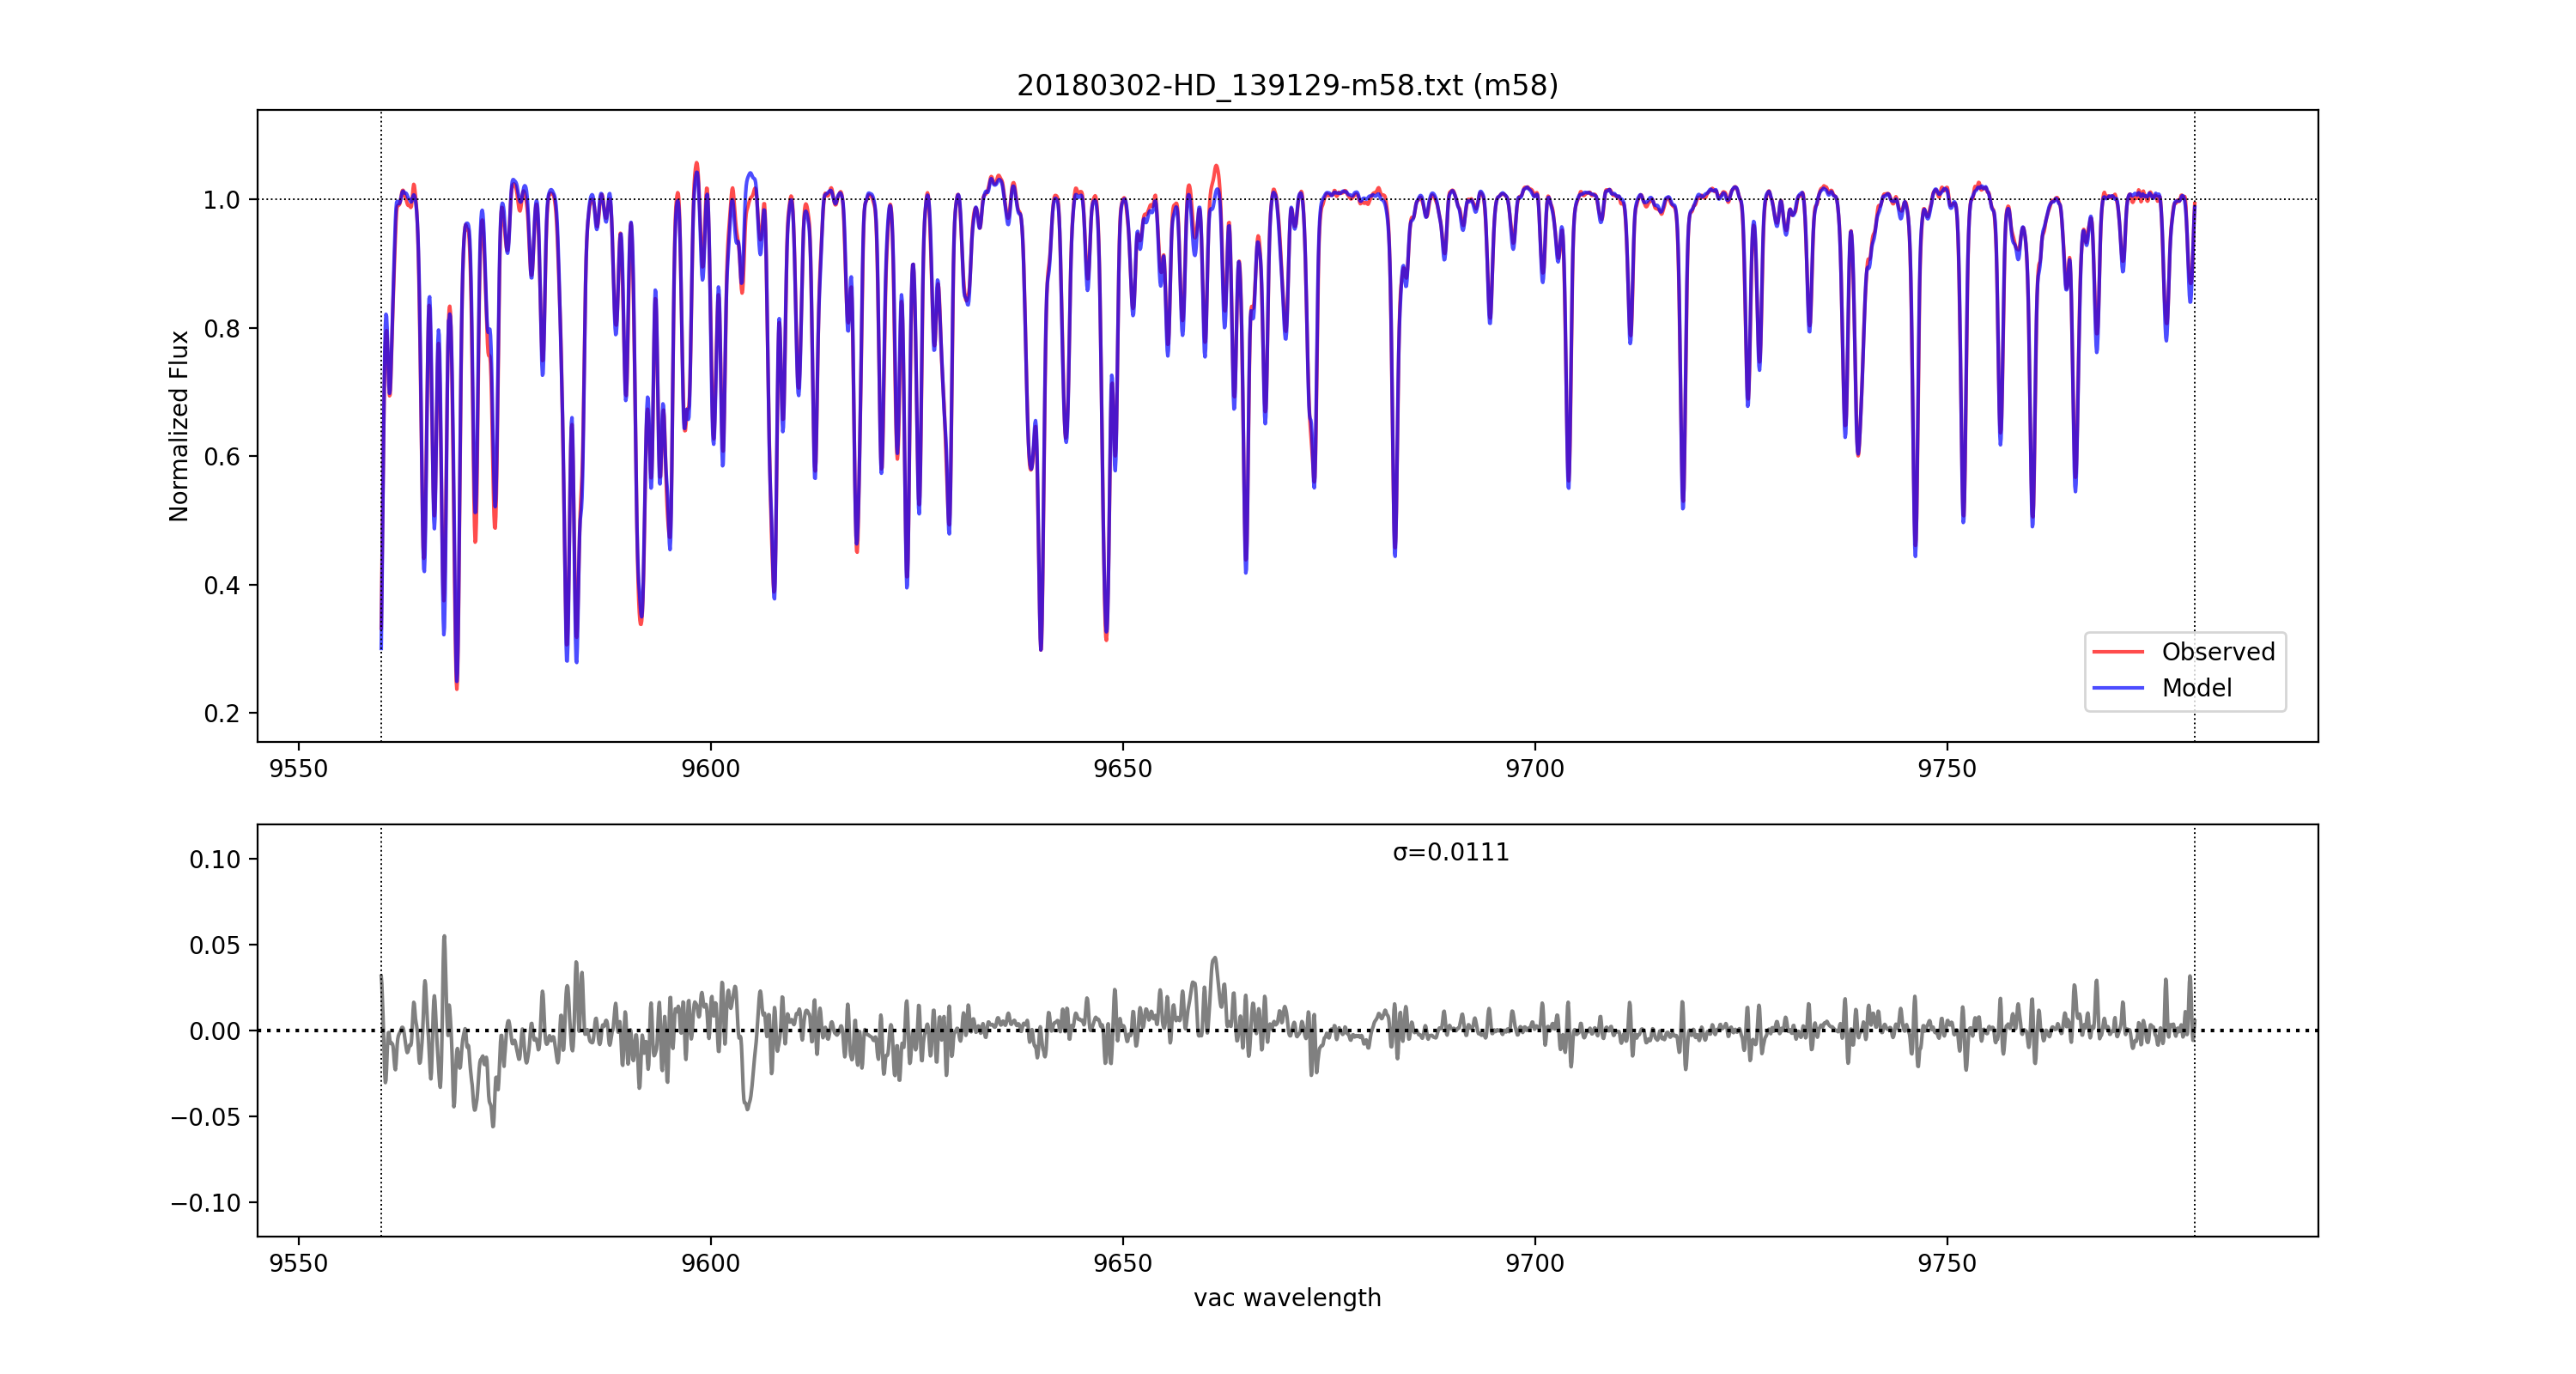 20180302-HD_139129-m58.txt (m58)
Normalized Flux
1.0
0.8
0.6
0.4
0.2
Observed
Model
9550 9600 9650 9700 9750
σ=0.0111
0.10
0.05
0.00
−0.05
−0.10
9550 9600 9650 9700 9750
vac wavelength